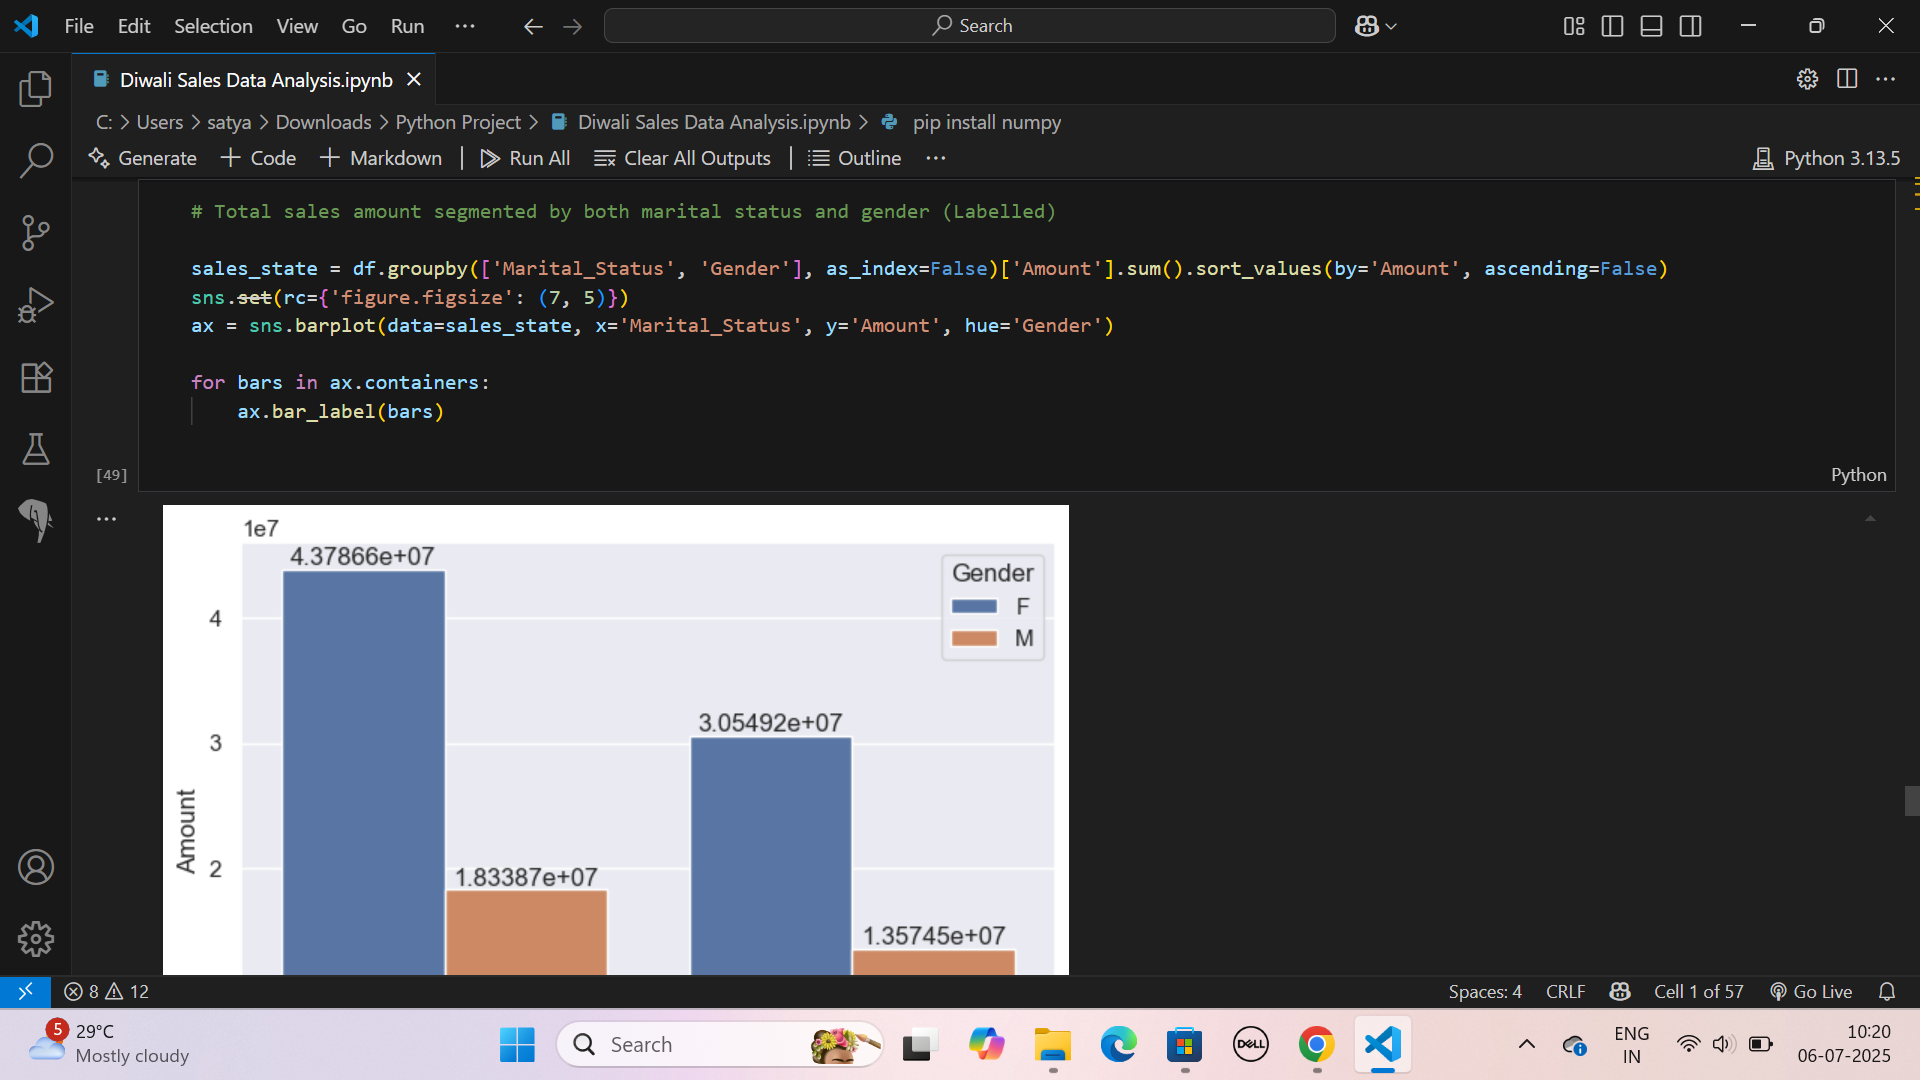 File Edit Selection View Go Run ··· Search
Diwali Sales Data Analysis.ipynb
C: > Users > satya > Downloads > Python Project > Diwali Sales Data Analysis.ipynb > pip install numpy
Generate + Code + Markdown | Run All Clear All Outputs | Outline ··· Python 3.13.5
# Total sales amount segmented by both marital status and gender (Labelled)
sales_state = df.groupby(['Marital_Status', 'Gender'], as_index=False)['Amount'].sum().sort_values(by='Amount', ascending=False)
sns.set(rc={'figure.figsize': (7, 5)})
ax = sns.barplot(data=sales_state, x='Marital_Status', y='Amount', hue='Gender')
for bars in ax.containers:
    ax.bar_label(bars)
[49] Python
1e7
4.37866e+07
Gender
F
M
4
3.05492e+07
3
Amount
2
1.83387e+07
1.35745e+07
8 12 Spaces: 4 CRLF Cell 1 of 57 Go Live
5 29°C
Mostly cloudy
Search
DELL
ENG
IN
10:20
06-07-2025